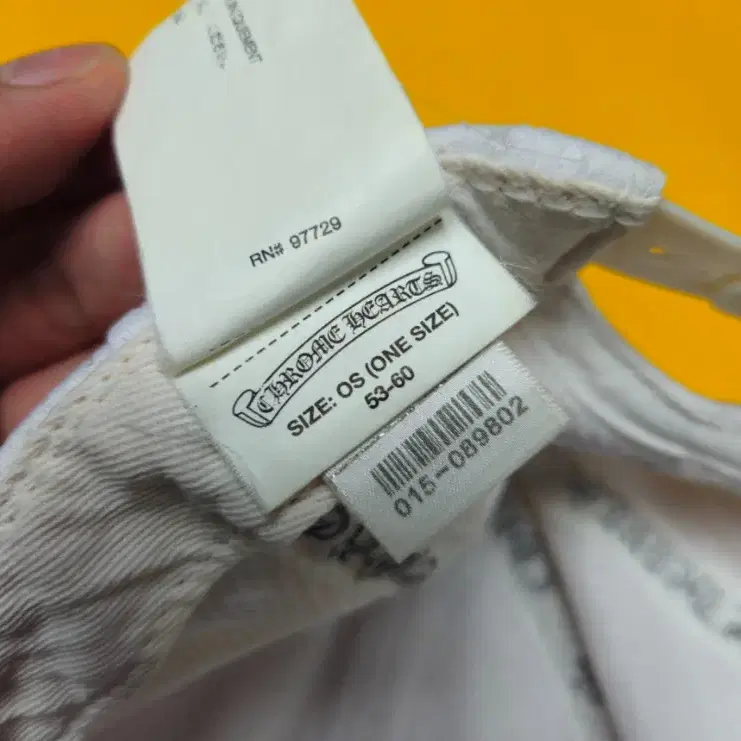 RN# 97729
CHROME HEARTS
SIZE: OS (ONE SIZE)
53-60
015-089802